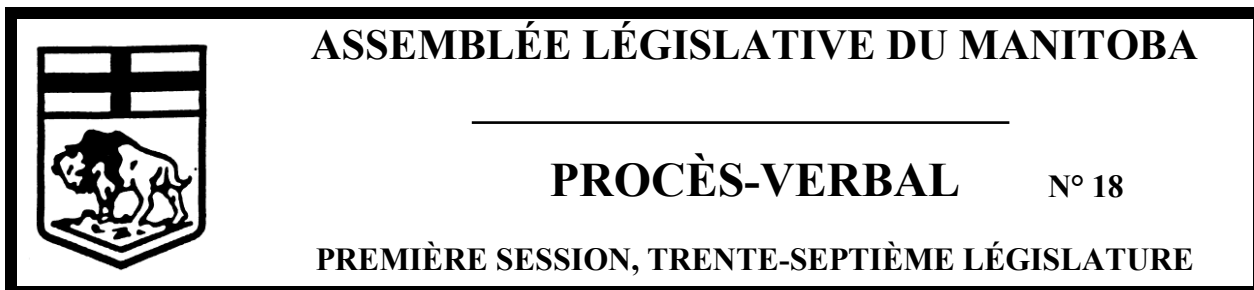 ASSEMBLÉE LÉGISLATIVE DU MANITOBA
PROCÈS-VERBAL N° 18
PREMIÈRE SESSION, TRENTE-SEPTIÈME LÉGISLATURE